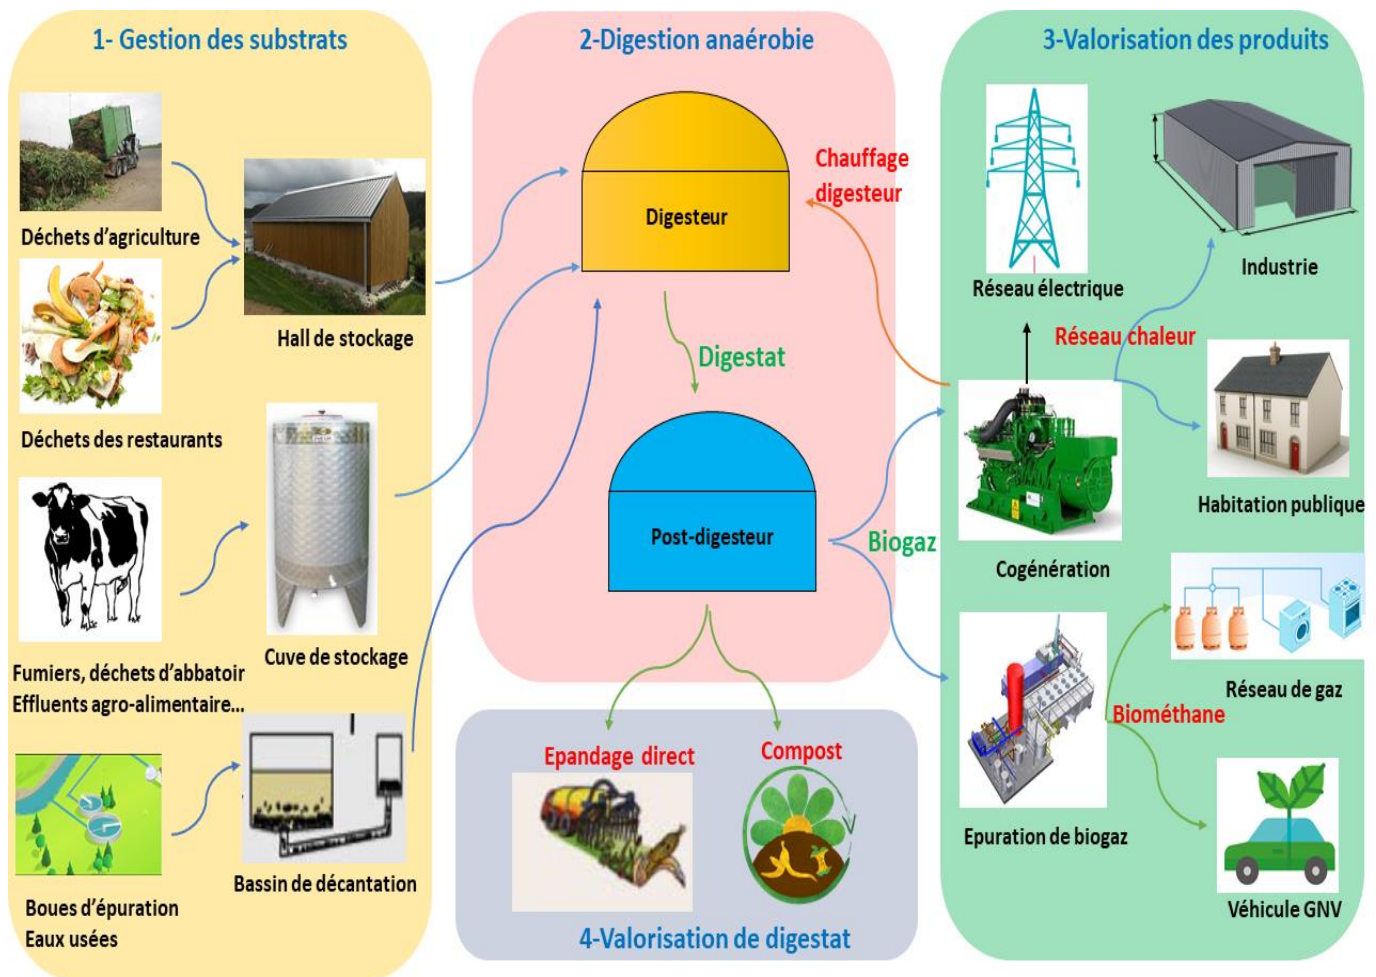 1- Gestion des substrats
Déchets d'agriculture
Hall de stockage
Déchets des restaurants
Fumiers, déchets d'abbatoir
Effluents agro-alimentaire...
Cuve de stockage
Boues d'épuration
Eaux usées
Bassin de décantation
2-Digestion anaérobie
Digesteur
Chauffage
digesteur
Digestat
Post-digesteur
Biogaz
3-Valorisation des produits
Réseau électrique
Industrie
Réseau chaleur
Habitation publique
Cogénération
Réseau de gaz
Biométhane
Epuration de biogaz
Véhicule GNV
Epandage direct
Compost
4-Valorisation de digestat